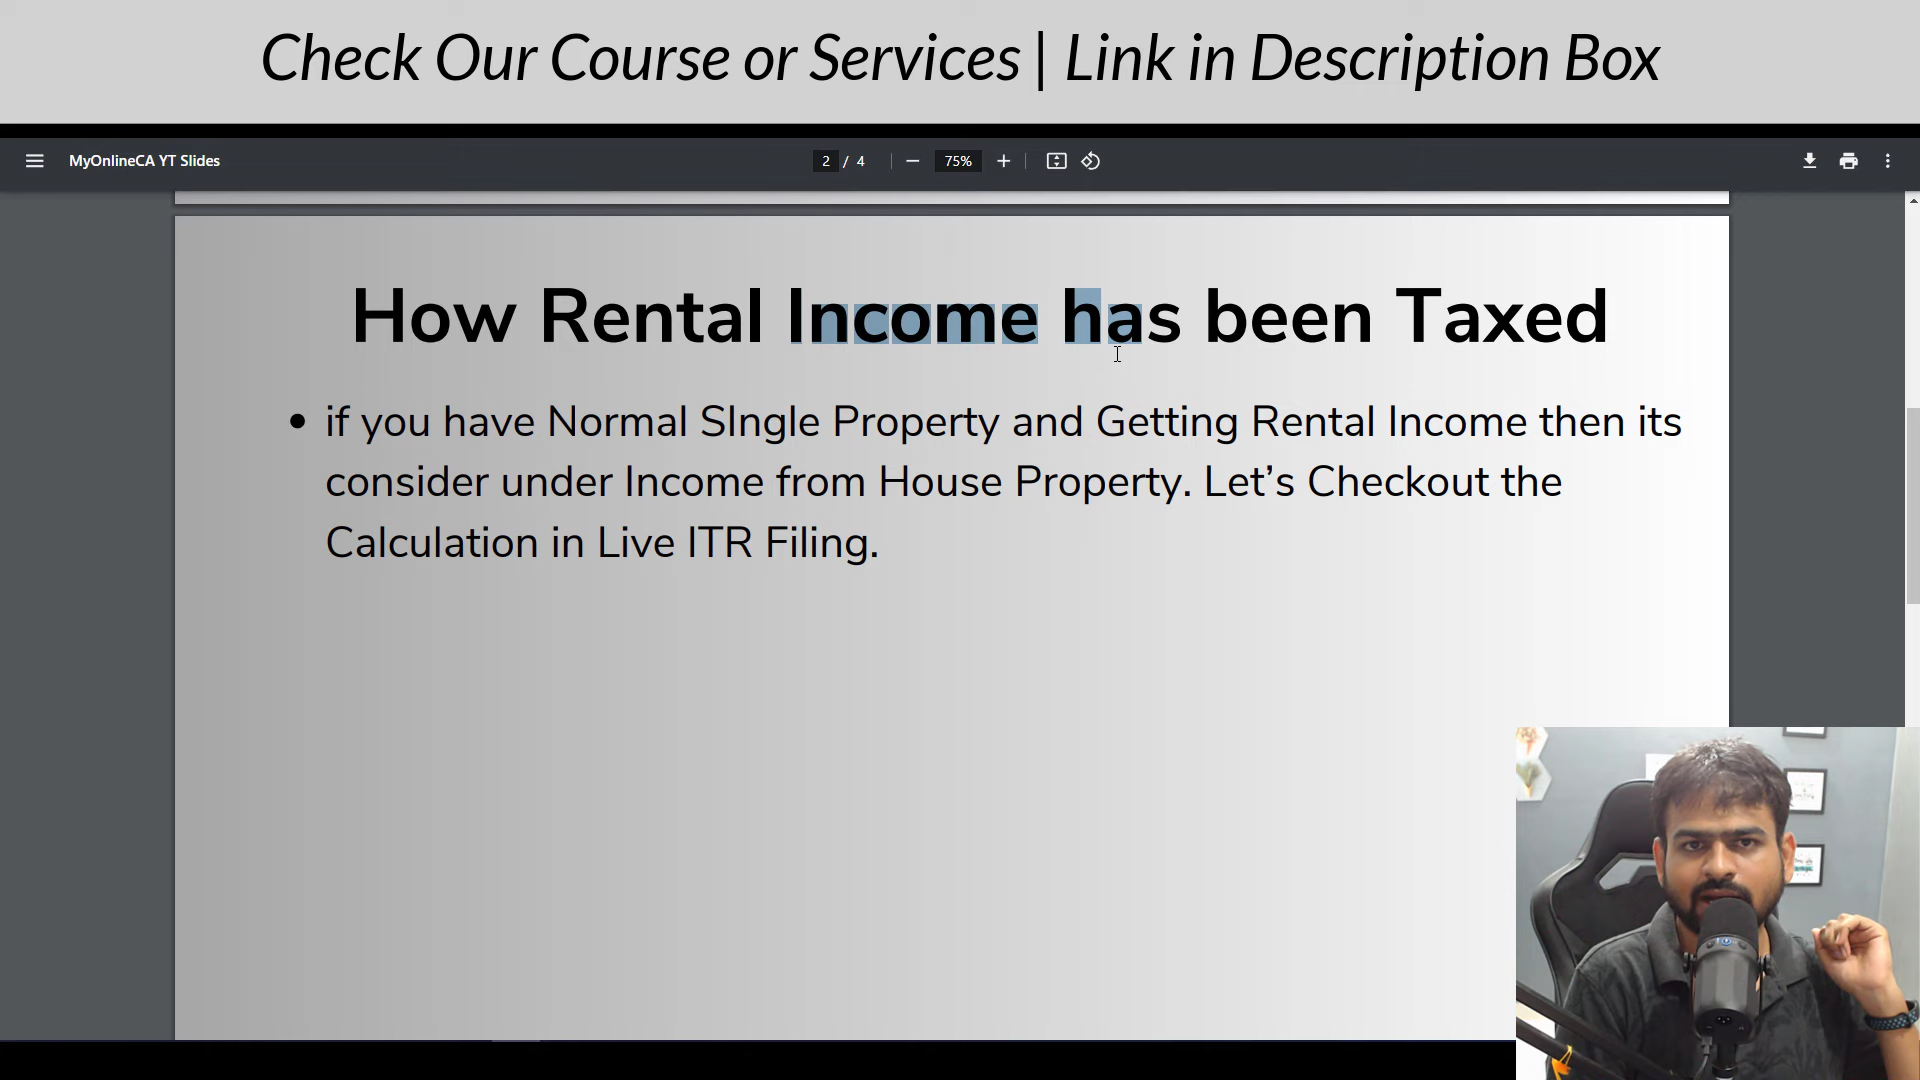 Check Our Course or Services | Link in Description Box
MyOnlineCA YT Slides
2 / 4
75%
How Rental Income has been Taxed
• if you have Normal SIngle Property and Getting Rental Income then its
consider under Income from House Property. Let’s Checkout the
Calculation in Live ITR Filing.